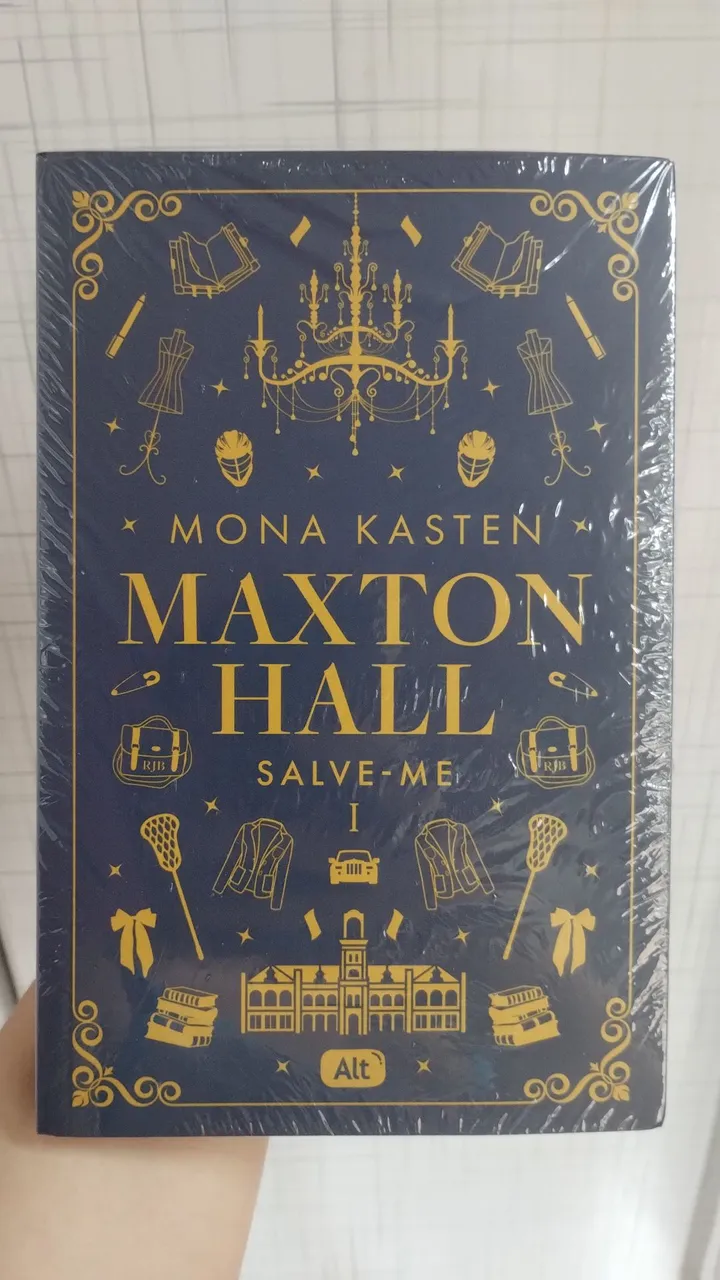 MONA KASTEN
MAXTON
HALL
SALVE-ME
RJB
RJB
I
Alt